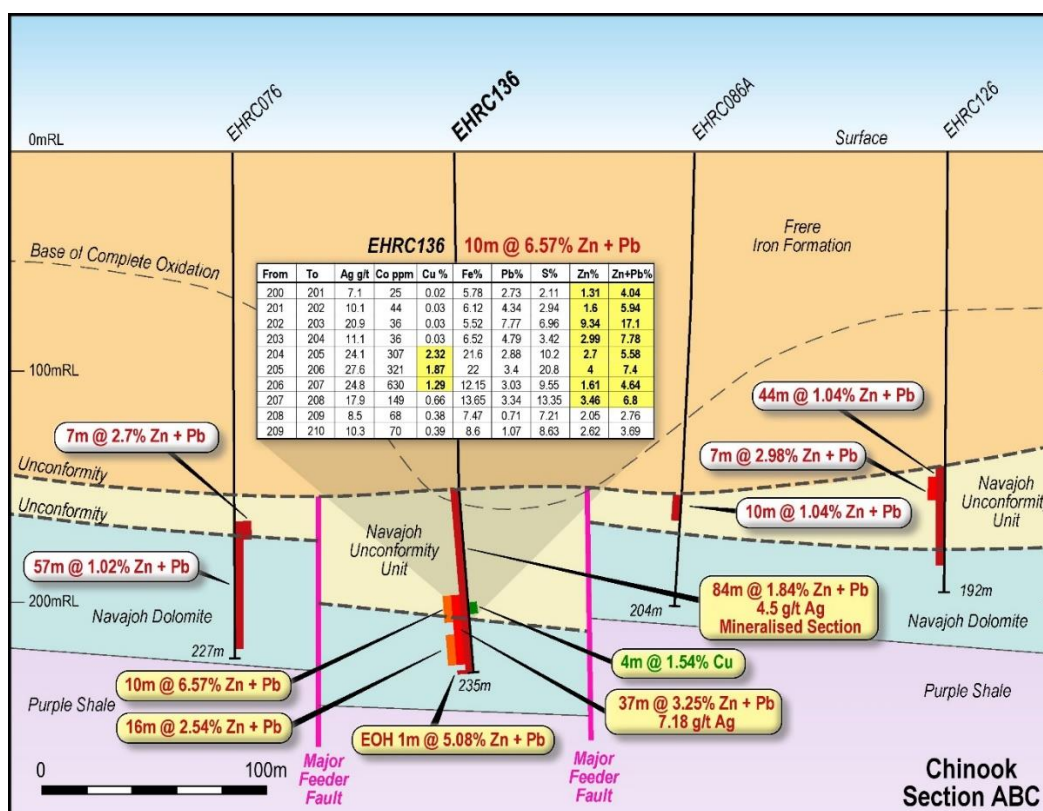 EHRC076
EHRC136
EHRC086A
EHRC126
0mRL
Surface
Frere
Iron Formation
Base of Complete Oxidation
EHRC136 10m @ 6.57% Zn + Pb
From To Ag g/t Co ppm Cu % Fe% Pb% S% Zn% Zn+Pb%
200 201 7.1 25 0.02 5.78 2.73 2.11 1.31 4.04
201 202 10.1 44 0.03 6.12 4.34 2.94 1.6 5.94
202 203 20.9 36 0.03 5.52 7.77 6.96 9.34 17.1
203 204 11.1 36 0.03 6.52 4.79 3.42 2.99 7.78
204 205 24.1 307 2.32 21.6 2.88 10.2 2.7 5.58
205 206 27.6 321 1.87 22 3.4 20.8 4 7.4
206 207 24.8 630 1.29 12.15 3.03 9.55 1.61 4.64
207 208 17.9 149 0.66 13.65 3.34 13.35 3.46 6.8
208 209 8.5 68 0.38 7.47 0.71 7.21 2.05 2.76
209 210 10.3 70 0.39 8.6 1.07 8.63 2.62 3.69
100mRL
44m @ 1.04% Zn + Pb
7m @ 2.7% Zn + Pb
7m @ 2.98% Zn + Pb
Unconformity
Unconformity
10m @ 1.04% Zn + Pb
Navajoh
Unconformity
Unit
Navajoh
Unconformity
Unit
57m @ 1.02% Zn + Pb
84m @ 1.84% Zn + Pb
4.5 g/t Ag
Mineralised Section
200mRL
Navajoh Dolomite
204m
192m
Navajoh Dolomite
227m
4m @ 1.54% Cu
235m
10m @ 6.57% Zn + Pb
37m @ 3.25% Zn + Pb
7.18 g/t Ag
Purple Shale
Purple Shale
16m @ 2.54% Zn + Pb
EOH 1m @ 5.08% Zn + Pb
0 100m
Major
Feeder
Fault
Major
Feeder
Fault
Chinook
Section ABC